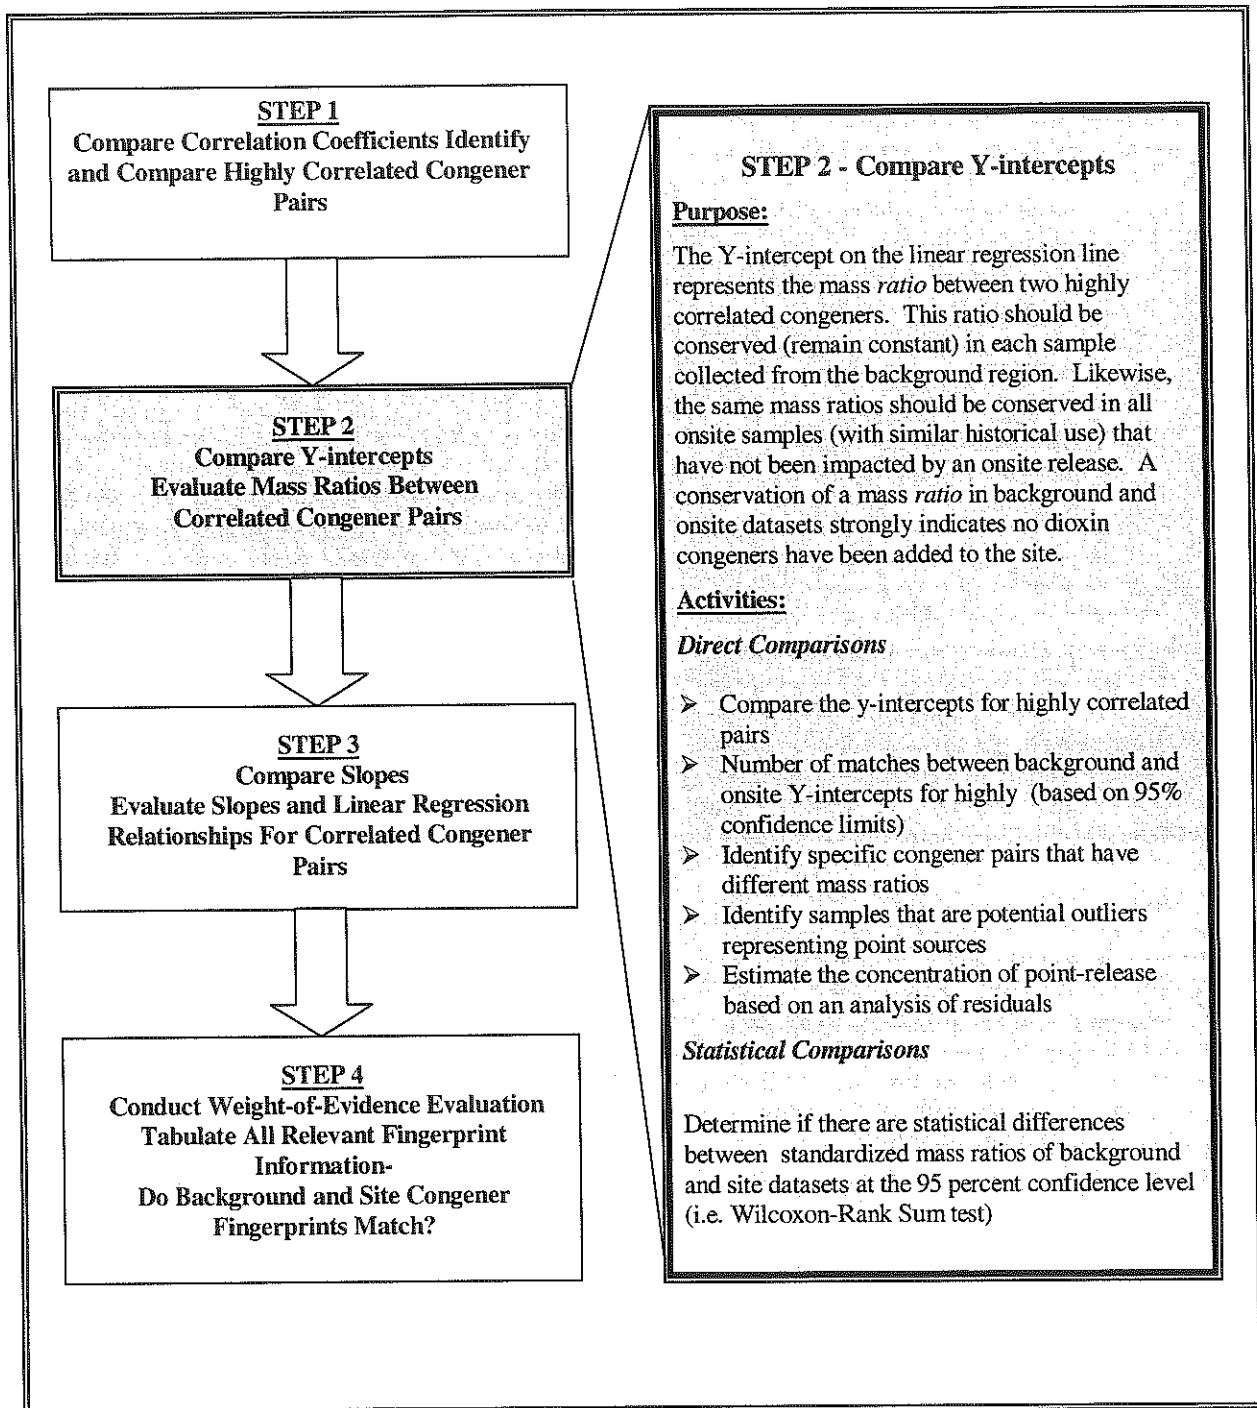 STEP 1
Compare Correlation Coefficients Identify
and Compare Highly Correlated Congener
Pairs
STEP 2
Compare Y-intercepts
Evaluate Mass Ratios Between
Correlated Congener Pairs
STEP 3
Compare Slopes
Evaluate Slopes and Linear Regression
Relationships For Correlated Congener
Pairs
STEP 4
Conduct Weight-of-Evidence Evaluation
Tabulate All Relevant Fingerprint
Information-
Do Background and Site Congener
Fingerprints Match?
STEP 2 - Compare Y-intercepts
Purpose:
The Y-intercept on the linear regression line
represents the mass ratio between two highly
correlated congeners. This ratio should be
conserved (remain constant) in each sample
collected from the background region. Likewise,
the same mass ratios should be conserved in all
onsite samples (with similar historical use) that
have not been impacted by an onsite release. A
conservation of a mass ratio in background and
onsite datasets strongly indicates no dioxin
congeners have been added to the site.
Activities:
Direct Comparisons
➢ Compare the y-intercepts for highly correlated
pairs
➢ Number of matches between background and
onsite Y-intercepts for highly (based on 95%
confidence limits)
➢ Identify specific congener pairs that have
different mass ratios
➢ Identify samples that are potential outliers
representing point sources
➢ Estimate the concentration of point-release
based on an analysis of residuals
Statistical Comparisons
Determine if there are statistical differences
between standardized mass ratios of background
and site datasets at the 95 percent confidence level
(i.e. Wilcoxon-Rank Sum test)